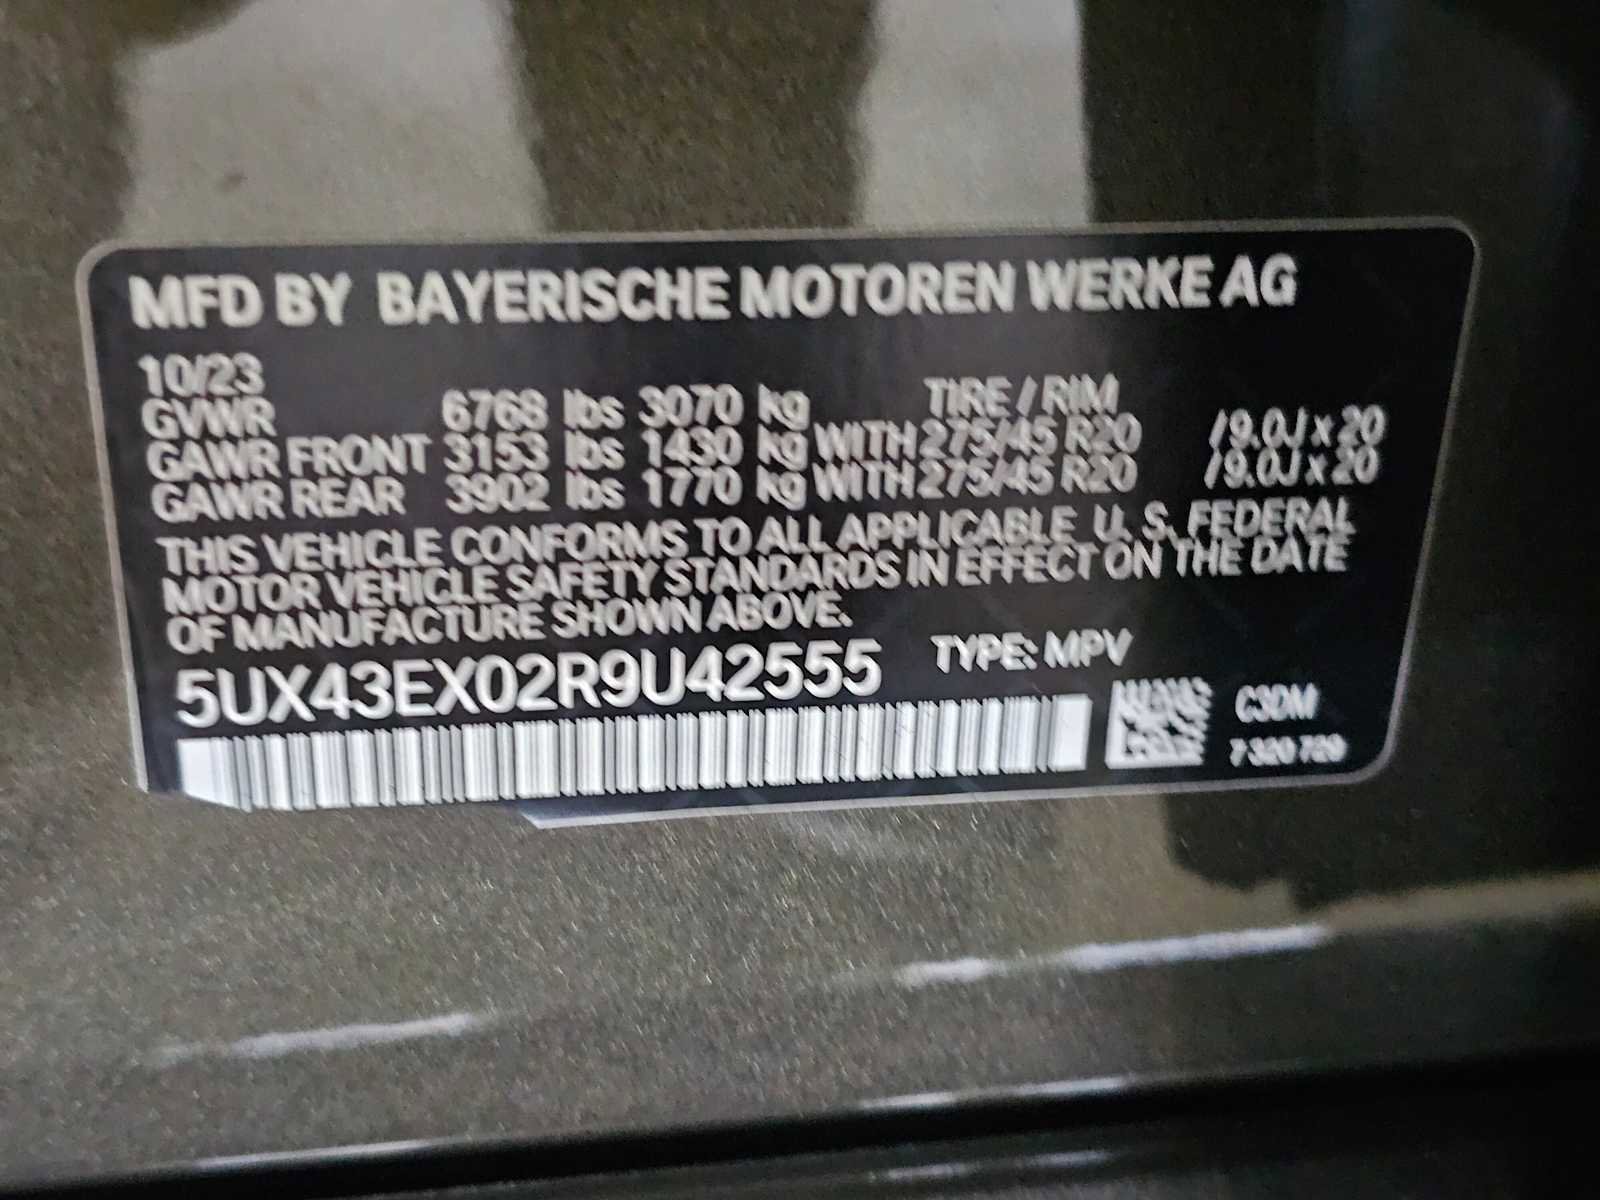 MFD BY BAYERISCHE MOTOREN WERKE AG
10/23
TIRE / RIM
GVWR 6768 lbs 3070 kg
GAWR FRONT 3153 lbs 1430 kg WITH 275/45 R20 /9.0J x 20
GAWR REAR 3902 lbs 1770 kg WITH 275/45 R20 /9.0J x 20
THIS VEHICLE CONFORMS TO ALL APPLICABLE U. S. FEDERAL
MOTOR VEHICLE SAFETY STANDARDS IN EFFECT ON THE DATE
OF MANUFACTURE SHOWN ABOVE.
5UX43EX02R9U42555 TYPE: MPV
C3DM
7 320 729